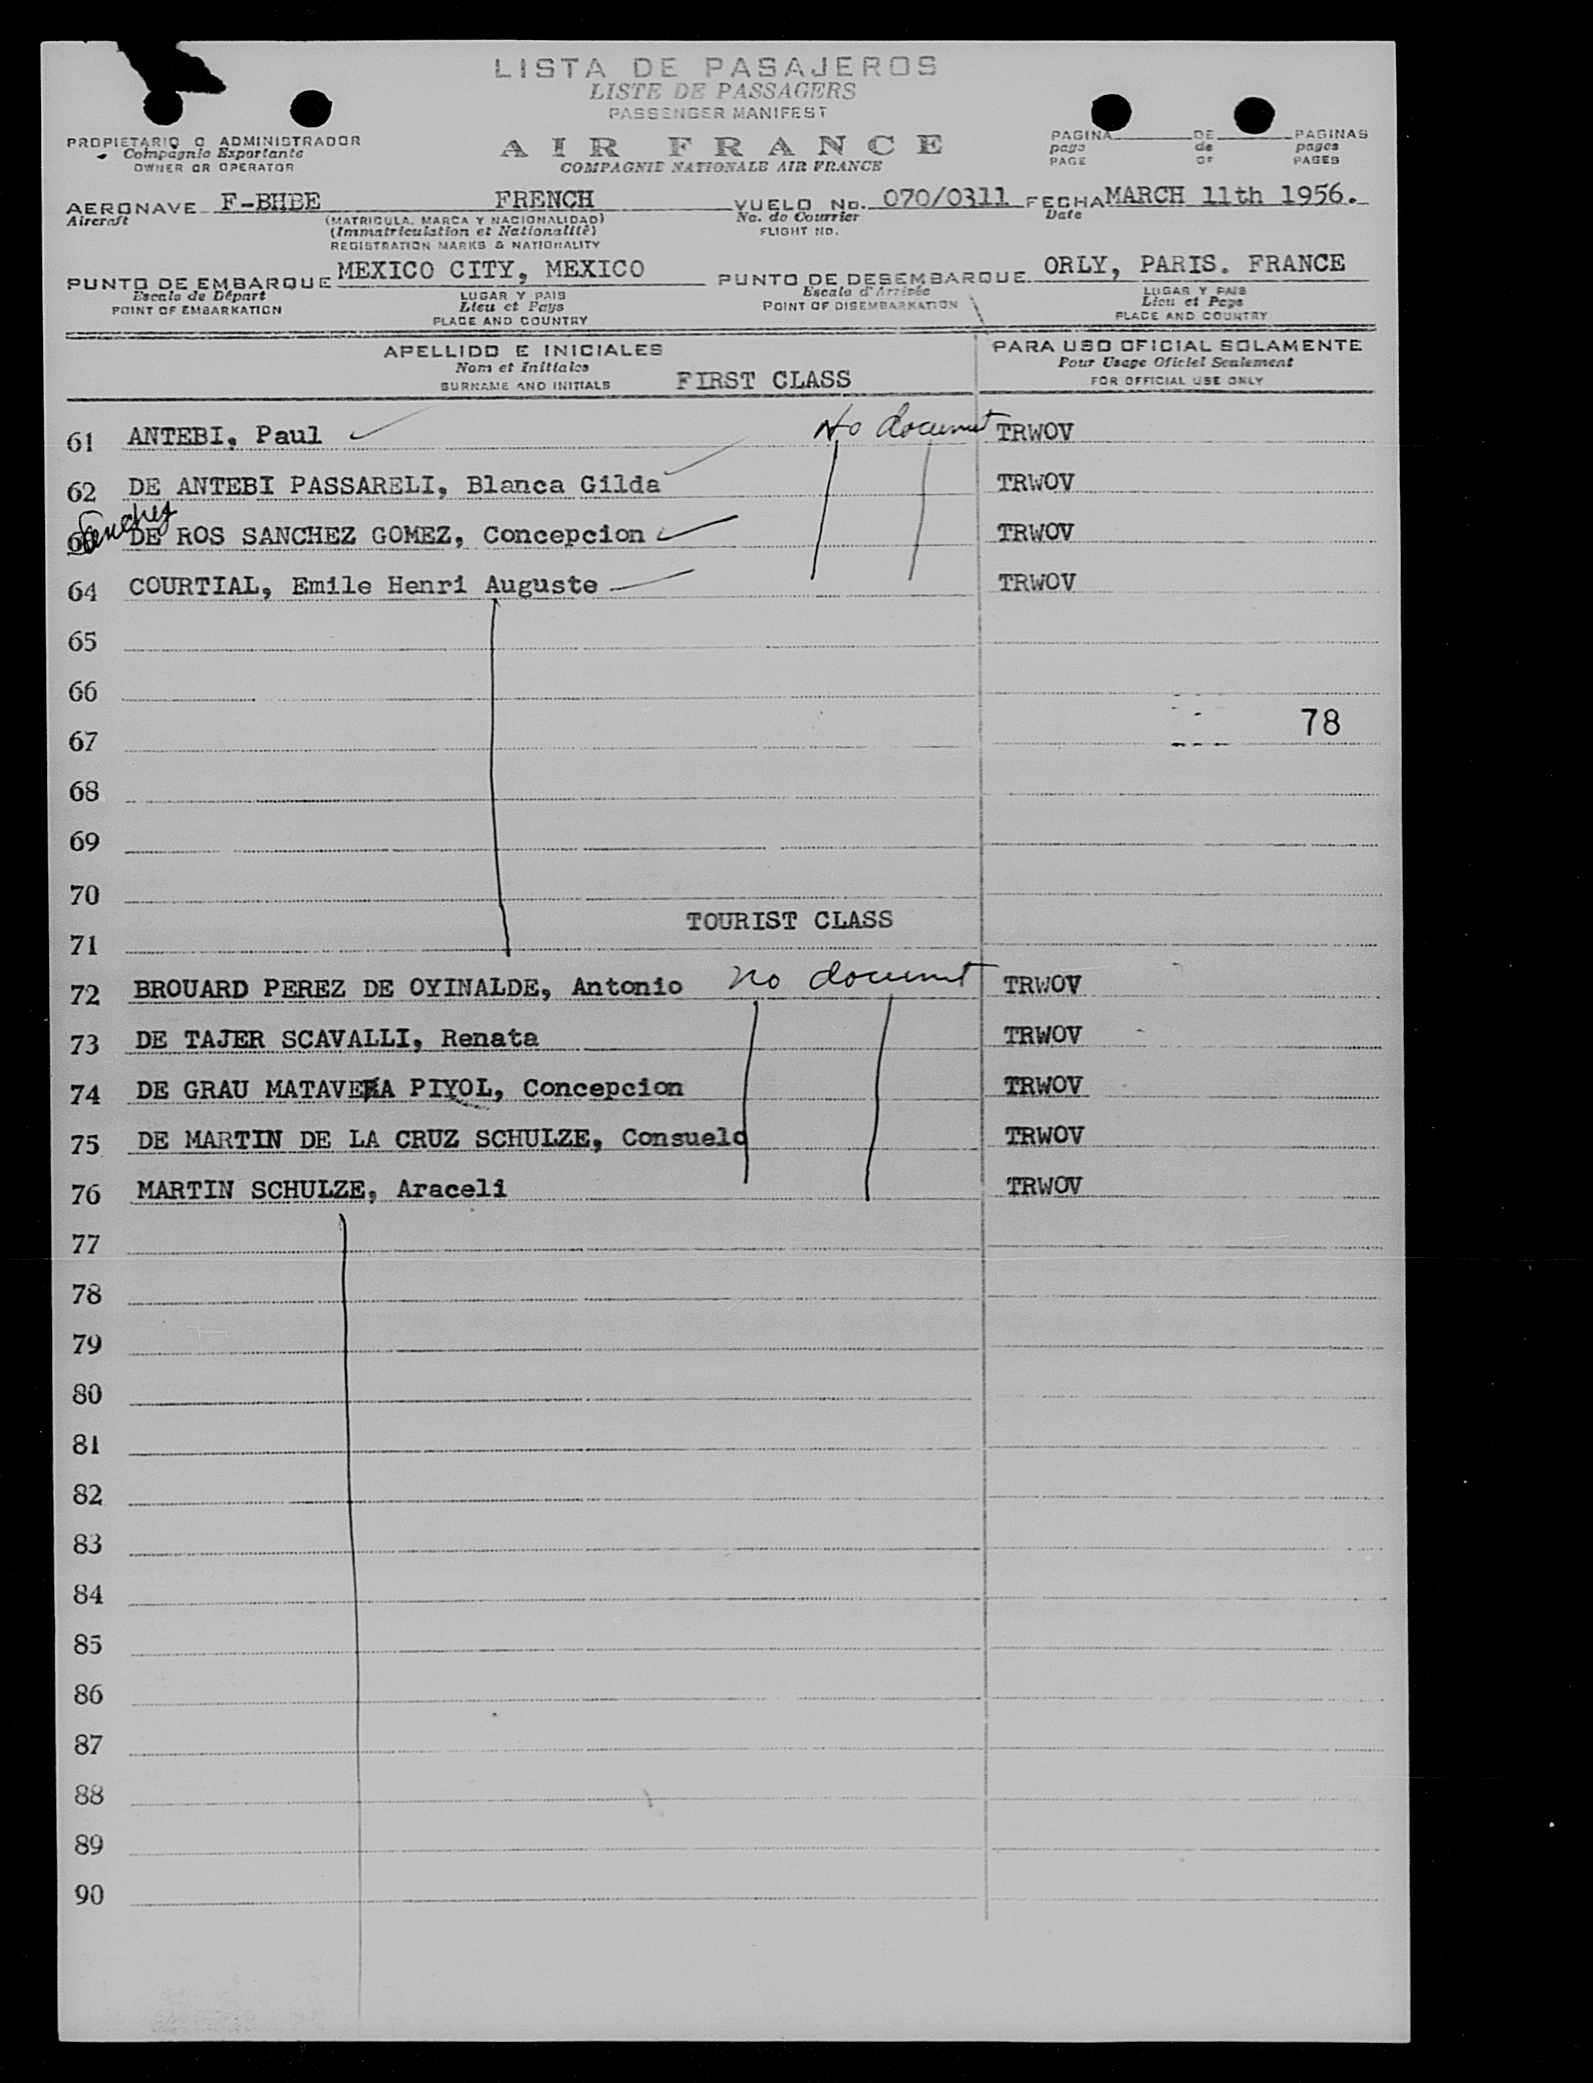 LISTA DE PASAJEROS
LISTE DE PASSAGERS
PASSENGER MANIFEST
PROPIETARIO O ADMINISTRADOR
Compagnie Exportante
OWNER OR OPERATOR
AIR FRANCE
COMPAGNIE NATIONALE AIR FRANCE
PAGINA DE PAGINAS
page de pages
PAGE OF PAGES
AERONAVE F-BHBE FRENCH VUELO No. 070/0311 FECHA MARCH 11th 1956.
Aircraft (MATRICULA, MARCA Y NACIONALIDAD) No. de Courrier Date
(Immatriculation et Nationalité) FLIGHT NO.
REGISTRATION MARKS & NATIONALITY
PUNTO DE EMBARQUE MEXICO CITY, MEXICO PUNTO DE DESEMBARQUE ORLY, PARIS. FRANCE
Escale de Départ LUGAR Y PAIS Escale d'Arrivée LUGAR Y PAIS
POINT OF EMBARKATION Lieu et Pays POINT OF DISEMBARKATION Lieu et Pays
PLACE AND COUNTRY PLACE AND COUNTRY
APELLIDO E INICIALES PARA USO OFICIAL SOLAMENTE
Nom et Initiales Pour Usage Oficiel Seulement
SURNAME AND INITIALS FIRST CLASS FOR OFFICIAL USE ONLY
61 ANTEBI, Paul No document TRWOV
62 DE ANTEBI PASSARELI, Blanca Gilda TRWOV
Sanchez
DE ROS SANCHEZ GOMEZ, Concepcion TRWOV
64 COURTIAL, Emile Henri Auguste TRWOV
65
66
67 78
68
69
70
TOURIST CLASS
71
72 BROUARD PEREZ DE OYINALDE, Antonio no document TRWOV
73 DE TAJER SCAVALLI, Renata TRWOV
74 DE GRAU MATAVERA PIYOL, Concepcion TRWOV
75 DE MARTIN DE LA CRUZ SCHULZE, Consuelo TRWOV
76 MARTIN SCHULZE, Araceli TRWOV
77
78
79
80
81
82
83
84
85
86
87
88
89
90